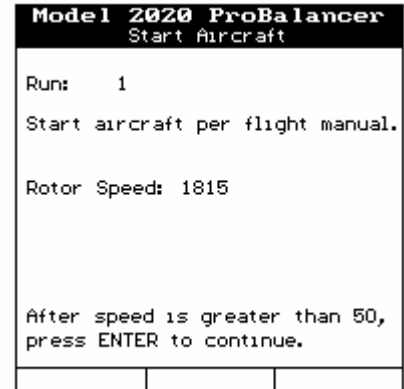 Model 2020 ProBalancer
Start Aircraft
Run: 1
Start aircraft per flight manual.
Rotor Speed: 1815
After speed is greater than 50,
press ENTER to continue.